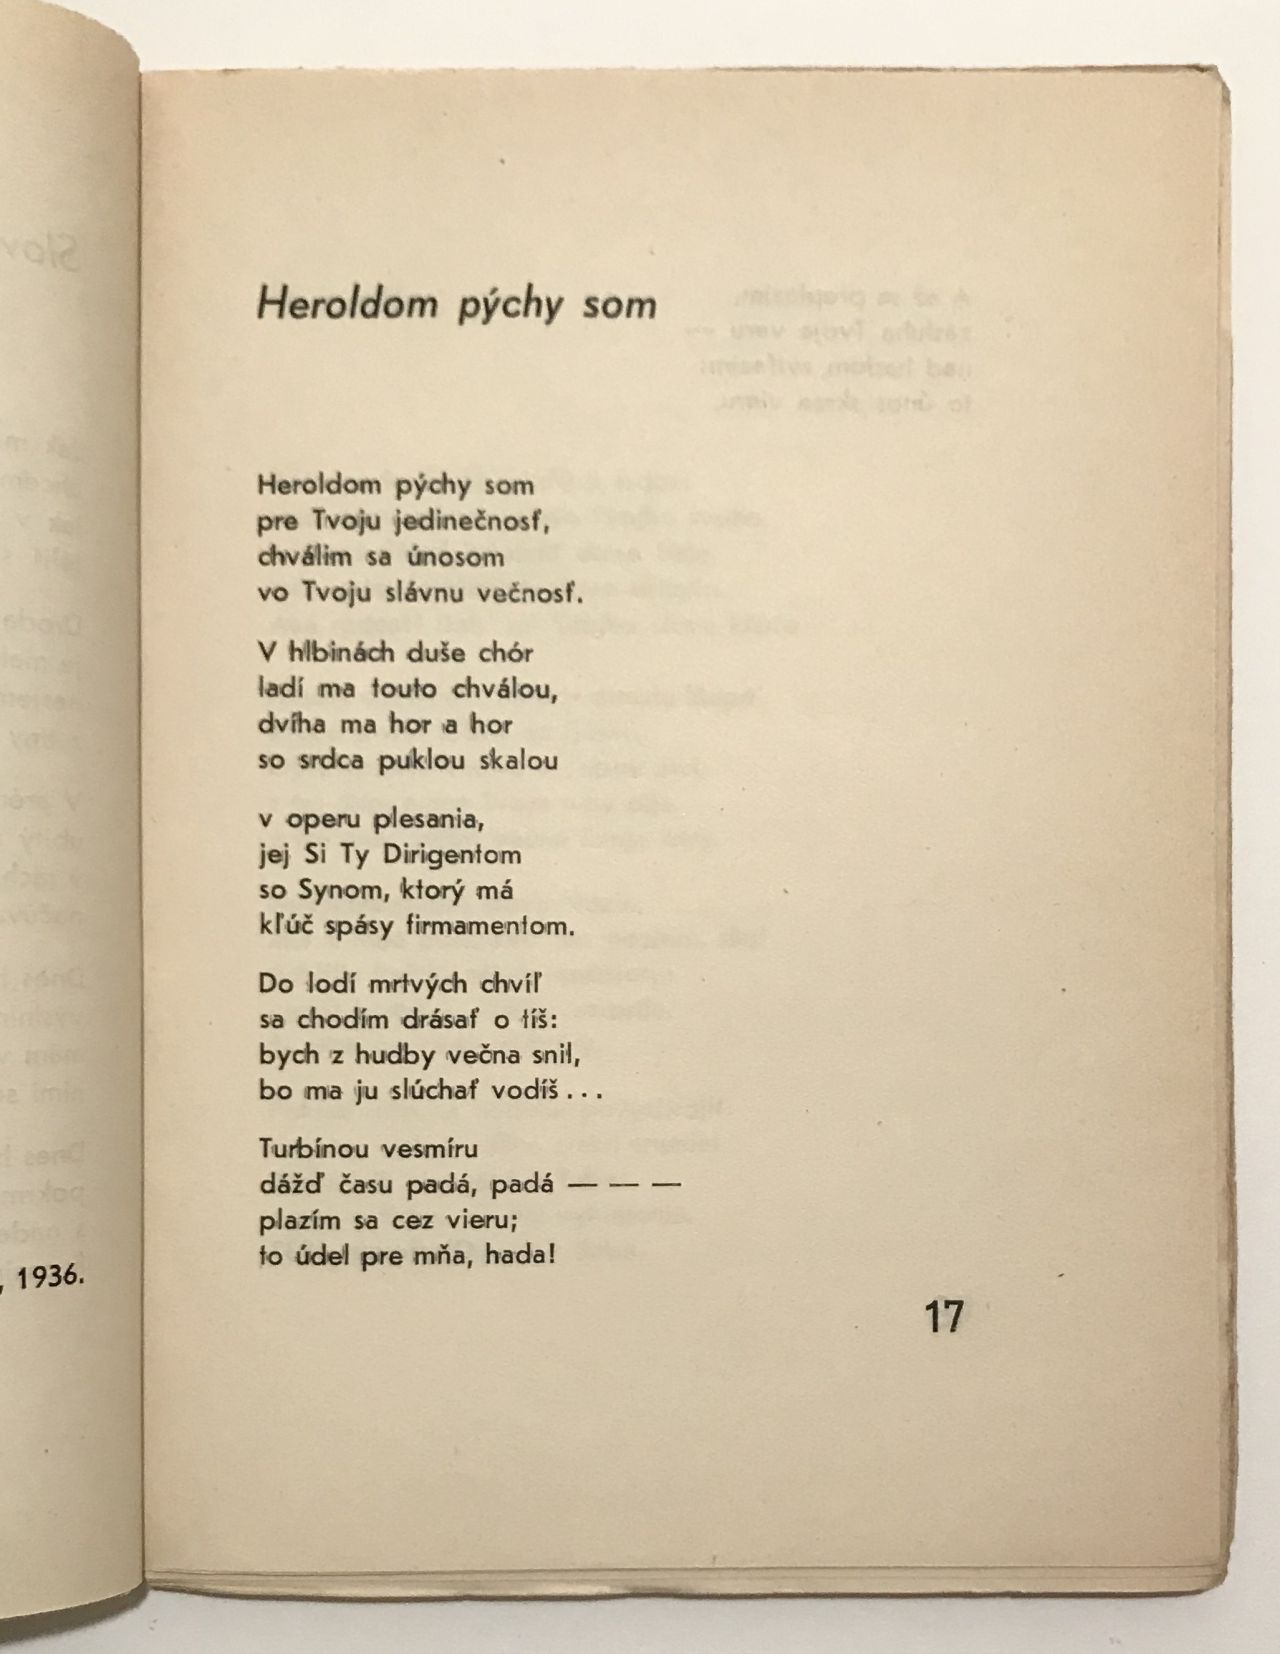 Heroldom pýchy som
Heroldom pýchy som
pre Tvoju jedinečnosť,
chválim sa únosom
vo Tvoju slávnu večnosť.
V hlbinách duše chór
ladí ma touto chválou,
dvíha ma hor a hor
so srdca puklou skalou
v operu plesania,
jej Si Ty Dirigentom
so Synom, ktorý má
kľúč spásy firmamentom.
Do lodí mrtvých chvíľ
sa chodím drásať o tíš:
bych z hudby večna snil,
bo ma ju slúchať vodíš...
Turbínou vesmíru
dážď času padá, padá — — —
plazím sa cez vieru;
to údel pre mňa, hada!
, 1936.
17